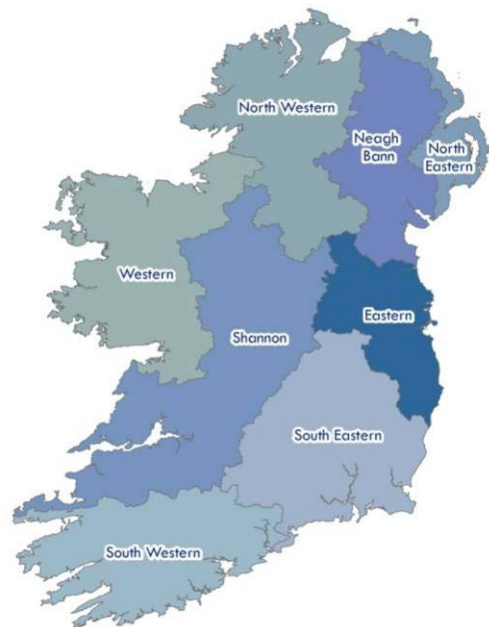 North Western
Neagh
Bann
North
Eastern
Western
Eastern
Shannon
South Eastern
South Western